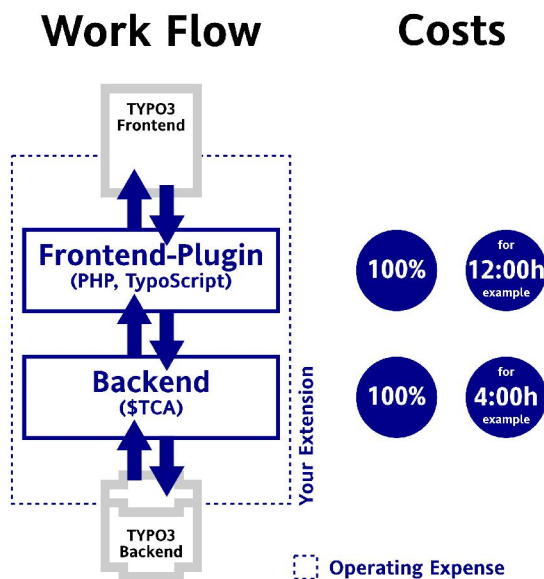 Work Flow
Costs
TYPO3
Frontend
Frontend-Plugin
(PHP, TypoScript)
100%
for
12:00h
example
Backend
($TCA)
100%
for
4:00h
example
Your Extension
TYPO3
Backend
Operating Expense